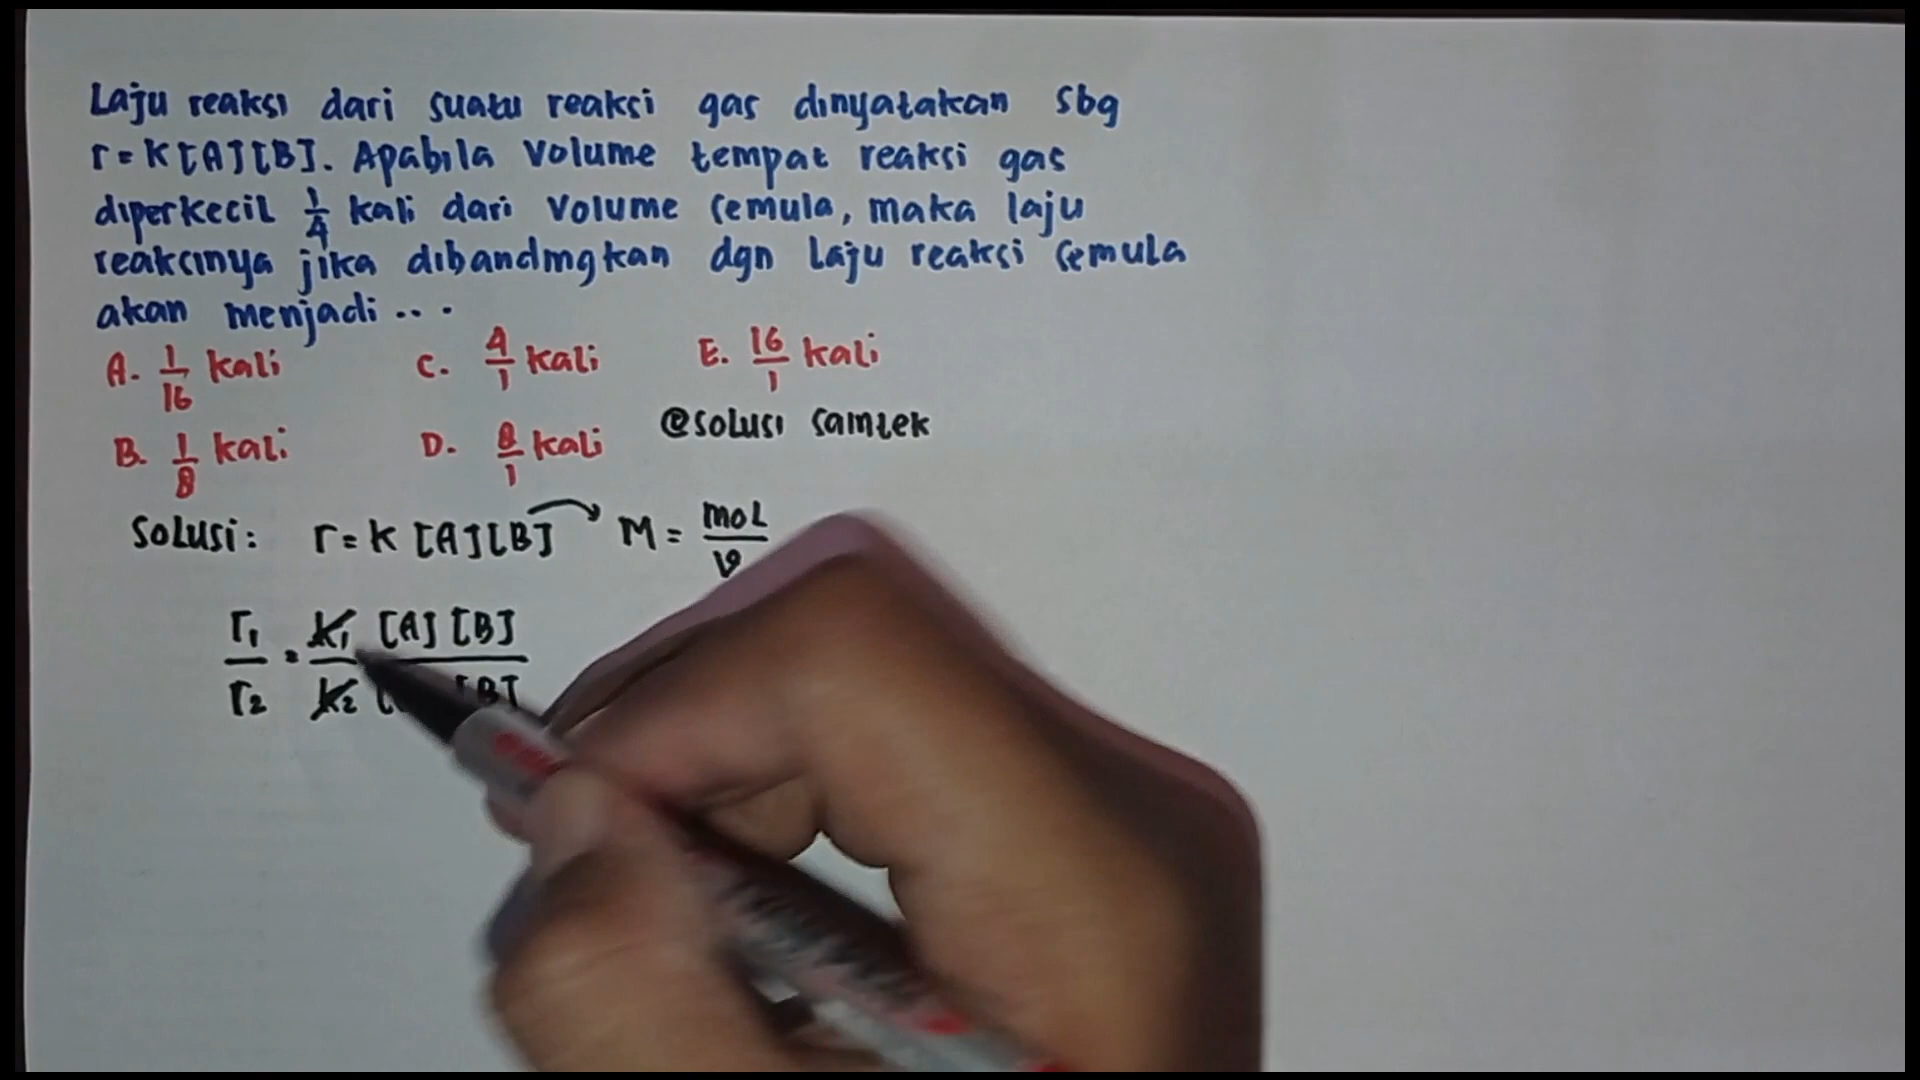 Laju reaksi dari suatu reaksi gas dinyatakan sbg
r = K [A][B]. Apabila Volume tempat reaksi gas
diperkecil 1/4 kali dari Volume semula, maka laju
reaksinya jika dibandingkan dgn laju reaksi semula
akan menjadi ...
A. 1/16 kali C. 4/1 kali E. 16/1 kali
B. 1/8 kali D. 8/1 kali @solusi samtek
Solusi: r = K [A][B] M = mol/V
r1/r2 = K1 [A][B] / K2 [B]